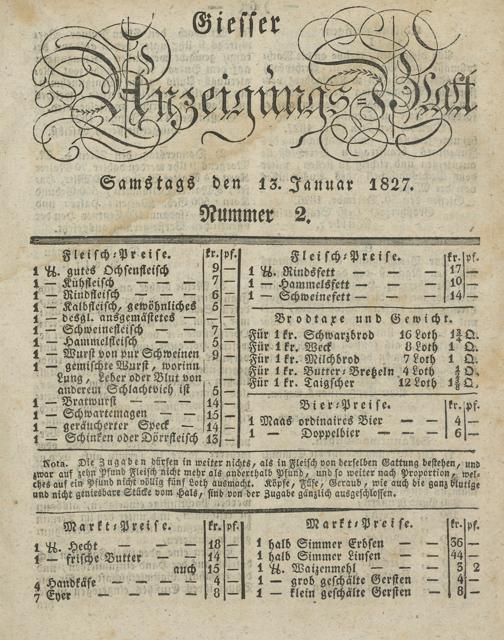 Giesser
Anzeigungs-Blatt
Samstags den 13. Januar 1827.
Nummer 2.
Fleisch-Preise. kr. pf.
1 ℔. gutes Ochsenfleisch 9 —
1 — Kühfleisch 7 —
1 — Rindfleisch 6 —
1 — Kalbfleisch, gewöhnliches 5 —
1 — desgl. ausgemästetes — —
1 — Schweinefleisch 7 —
1 — Hammelfleisch 5 —
1 — Wurst von pur Schweinen 9 —
1 — gemischte Wurst, worinn
Lung, Leber oder Blut von
anderem Schlachtvieh ist 5 —
1 — Bratwurst 14 —
1 — Schwartemagen 15 —
1 — geräucherter Speck 14 —
1 — Schinken oder Dörrfleisch 13 —
Fleisch-Preise. kr. pf.
1 ℔. Rindsfett — 17 —
1 — Hammelsfett — 10 —
1 — Schweinefett — 14 —
Brodtaxe und Gewicht.
Für 1 kr. Schwarzbrod 16 Loth Q.
Für 1 kr. Weck 8 Loth Q.
Für 1 kr. Milchbrod 7 Loth Q.
Für 1 kr. Butter-Bretzeln 4 Loth Q.
Für 1 kr. Taigscher 12 Loth Q.
Bier-Preise. kr. pf.
1 Maas ordinaires Bier — 4 —
1 — Doppelbier — 6 —
Nota. Die Zugaden dürfen in weiter nichts, als in Fleisch von derselben Gattung bestehen, und
zwar auf zehn Pfund Fleisch nicht mehr als anderthalb Pfund, und so weiter nach Proportion, wel-
ches auf ein Pfund nicht völlig fünf Loth ausmacht. Köpfe, Füße, Geraud, wie auch die ganz blutige
und nicht geniesbare Stücke vom Hals, sind von der Zugade gänzlich ausgeschlossen.
Markt-Preise. kr. pf.
1 ℔. Hecht — 18 —
1 — frische Butter — 14 —
auch 15 —
4 Handkäse — — 4 —
7 Eyer — — 8 —
Markt-Preise. kr. pf.
1 halb Simmer Erbsen 36 —
1 halb Simmer Linsen 44 —
1 ℔. Waizenmehl — 3 2
1 — grob geschälte Gersten 4 —
1 — klein geschälte Gersten 8 —